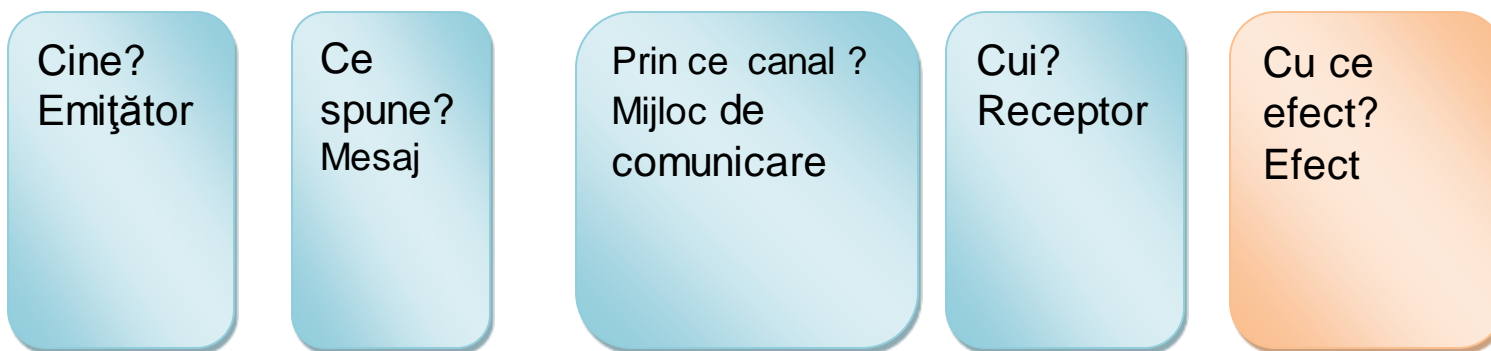 Cine?
Emiţător
Ce
spune?
Mesaj
Prin ce canal ?
Mijloc de
comunicare
Cui?
Receptor
Cu ce
efect?
Efect